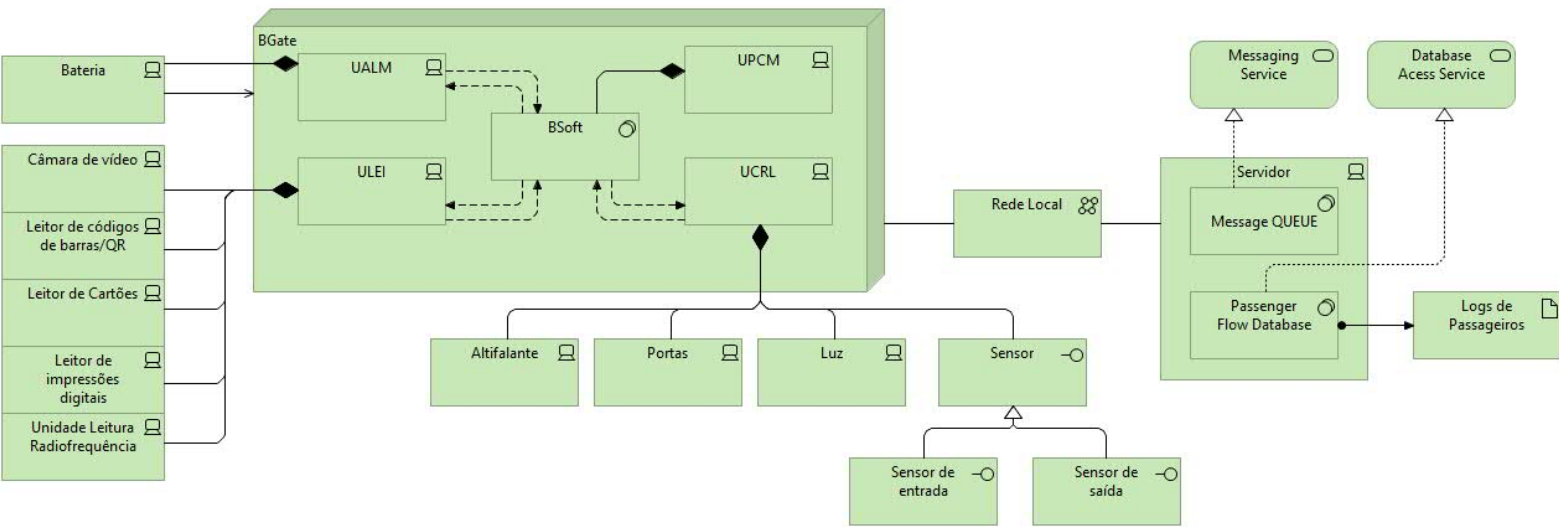 BGate
Bateria
UALM
UPCM
BSoft
Câmara de vídeo
Leitor de códigos
de barras/QR
Leitor de Cartões
Leitor de
impressões
digitais
Unidade Leitura
Radiofrequência
ULEI
UCRL
Altifalante
Portas
Luz
Sensor
Sensor de
entrada
Sensor de
saída
Rede Local
Messaging
Service
Database
Acess Service
Servidor
Message QUEUE
Passenger
Flow Database
Logs de
Passageiros